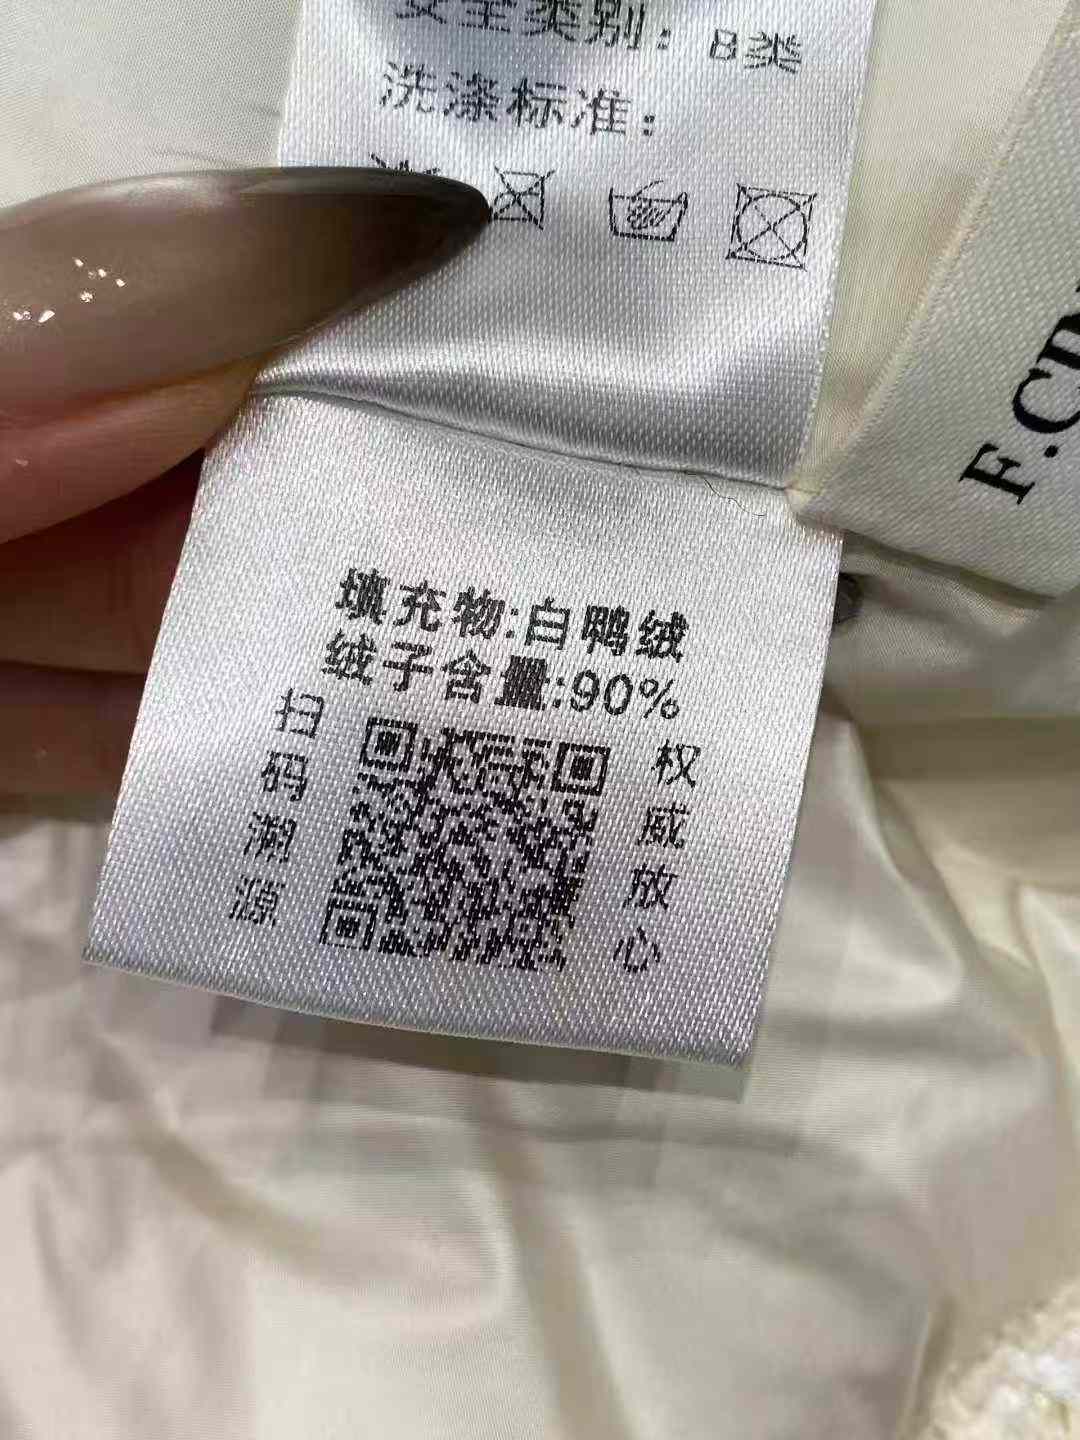 安全类别：B类
洗涤标准：
F.CP
填充物:白鸭绒
绒子含量:90%
扫码溯源
权威放心